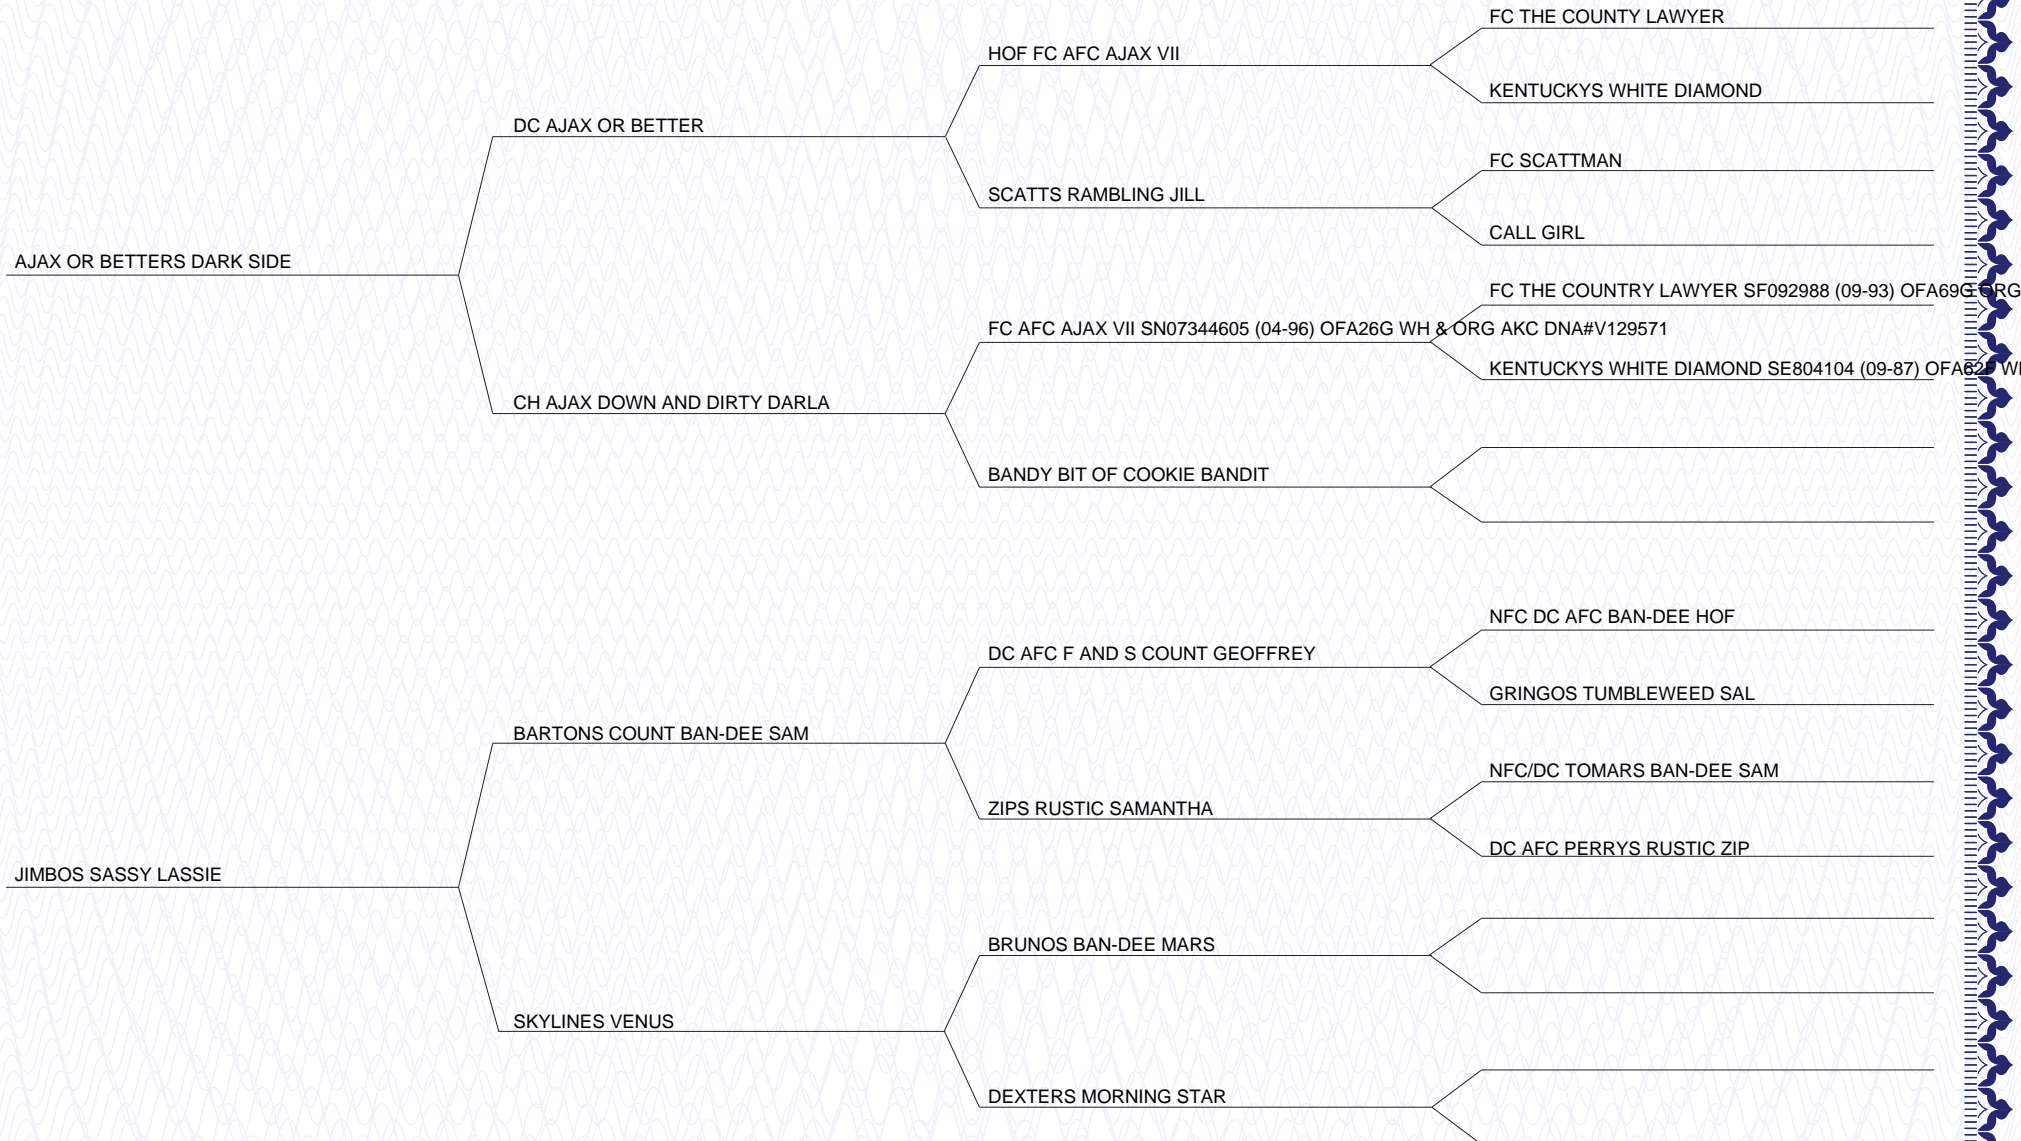 FC THE COUNTY LAWYER
HOF FC AFC AJAX VII
KENTUCKYS WHITE DIAMOND
DC AJAX OR BETTER
FC SCATTMAN
SCATTS RAMBLING JILL
CALL GIRL
AJAX OR BETTERS DARK SIDE
FC THE COUNTRY LAWYER SF092988 (09-93) OFA69G ORG
FC AFC AJAX VII SN07344605 (04-96) OFA26G WH & ORG AKC DNA#V129571
KENTUCKYS WHITE DIAMOND SE804104 (09-87) OFA62F
CH AJAX DOWN AND DIRTY DARLA
BANDY BIT OF COOKIE BANDIT
NFC DC AFC BAN-DEE HOF
DC AFC F AND S COUNT GEOFFREY
GRINGOS TUMBLEWEED SAL
BARTONS COUNT BAN-DEE SAM
NFC/DC TOMARS BAN-DEE SAM
ZIPS RUSTIC SAMANTHA
DC AFC PERRYS RUSTIC ZIP
JIMBOS SASSY LASSIE
BRUNOS BAN-DEE MARS
SKYLINES VENUS
DEXTERS MORNING STAR